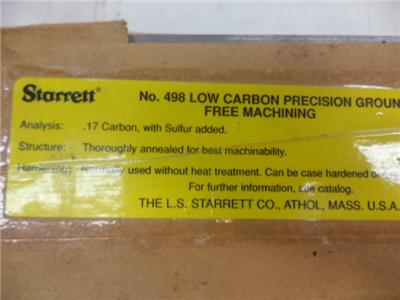 Starrett
No. 498 LOW CARBON PRECISION GROUN
FREE MACHINING
Analysis: .17 Carbon, with Sulfur added.
Structure: Thoroughly annealed for best machinability.
Hardening: Normally used without heat treatment. Can be case hardened o
For further information, see catalog.
THE L.S. STARRETT CO., ATHOL, MASS. U.S.A.